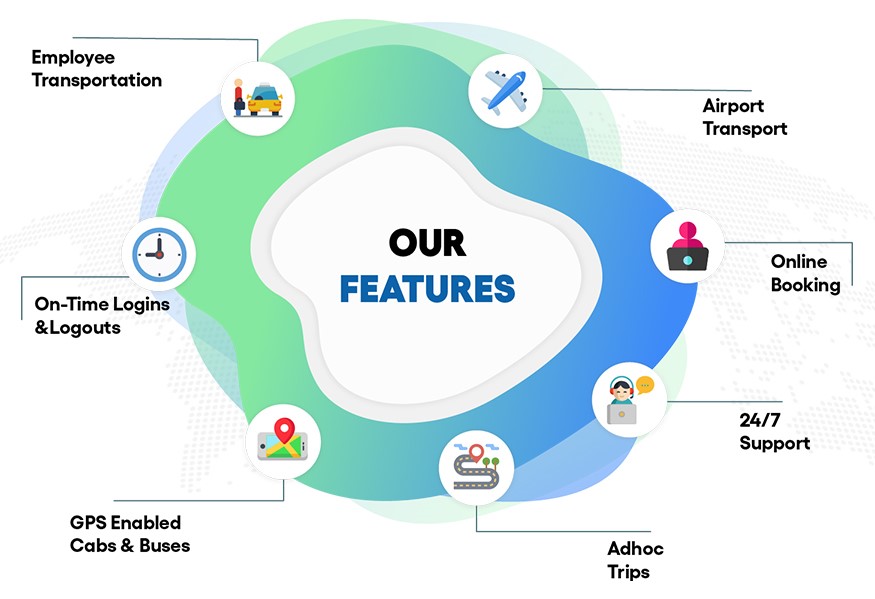 OUR
FEATURES
Employee
Transportation
Airport
Transport
Online
Booking
24/7
Support
Adhoc
Trips
GPS Enabled
Cabs & Buses
On-Time Logins
&Logouts